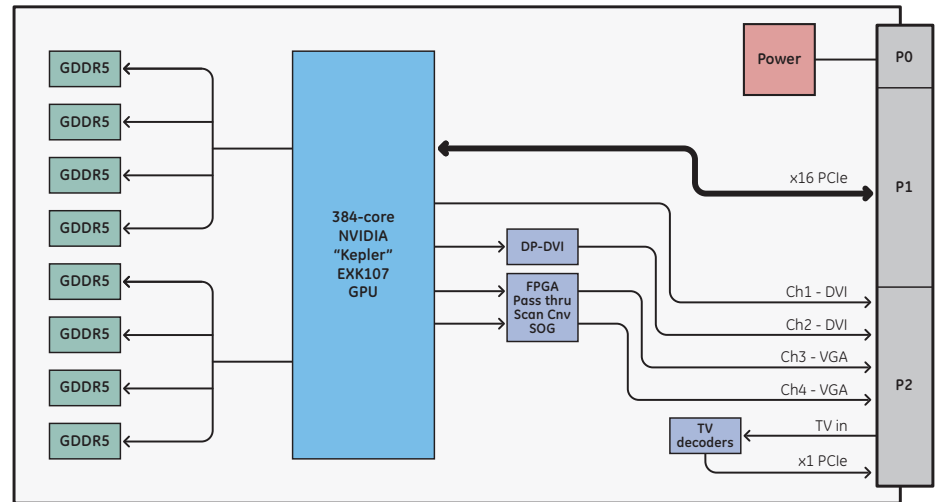 GDDR5
GDDR5
GDDR5
GDDR5
GDDR5
GDDR5
GDDR5
GDDR5
384-core
NVIDIA
“Kepler”
EXK107
GPU
DP-DVI
FPGA
Pass thru
Scan Cnv
SOG
Power
P0
x16 PCIe
P1
Ch1 - DVI
Ch2 - DVI
Ch3 - VGA
Ch4 - VGA
P2
TV
decoders
TV in
x1 PCIe